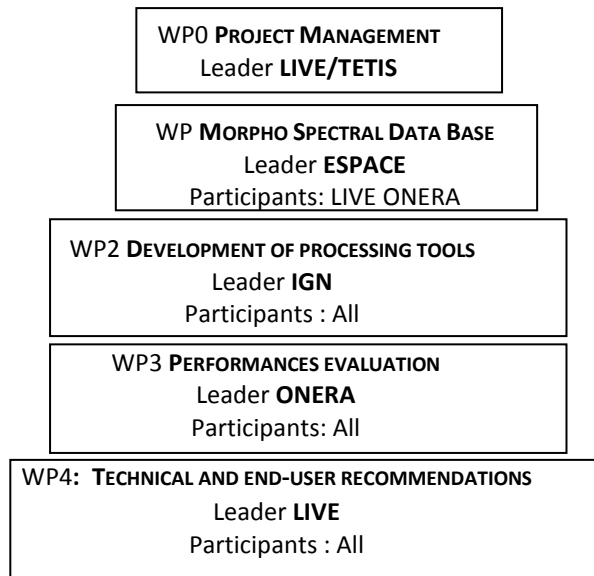 WP0 PROJECT MANAGEMENT
Leader LIVE/TETIS
WP MORPHO SPECTRAL DATA BASE
Leader ESPACE
Participants: LIVE ONERA
WP2 DEVELOPMENT OF PROCESSING TOOLS
Leader IGN
Participants : All
WP3 PERFORMANCES EVALUATION
Leader ONERA
Participants: All
WP4: TECHNICAL AND END-USER RECOMMENDATIONS
Leader LIVE
Participants : All